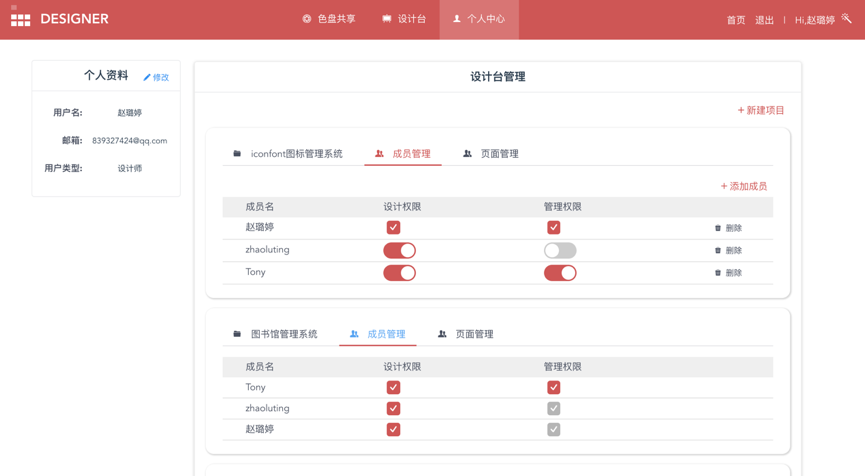 DESIGNER
色盘共享 设计台 个人中心
首页 退出 | Hi,赵璐婷
个人资料 修改
用户名: 赵璐婷
邮箱: 839327424@qq.com
用户类型: 设计师
设计台管理
+ 新建项目
iconfont图标管理系统 成员管理 页面管理
+ 添加成员
成员名 设计权限 管理权限
赵璐婷 删除
zhaoluting 删除
Tony 删除
图书馆管理系统 成员管理 页面管理
成员名 设计权限 管理权限
Tony
zhaoluting
赵璐婷